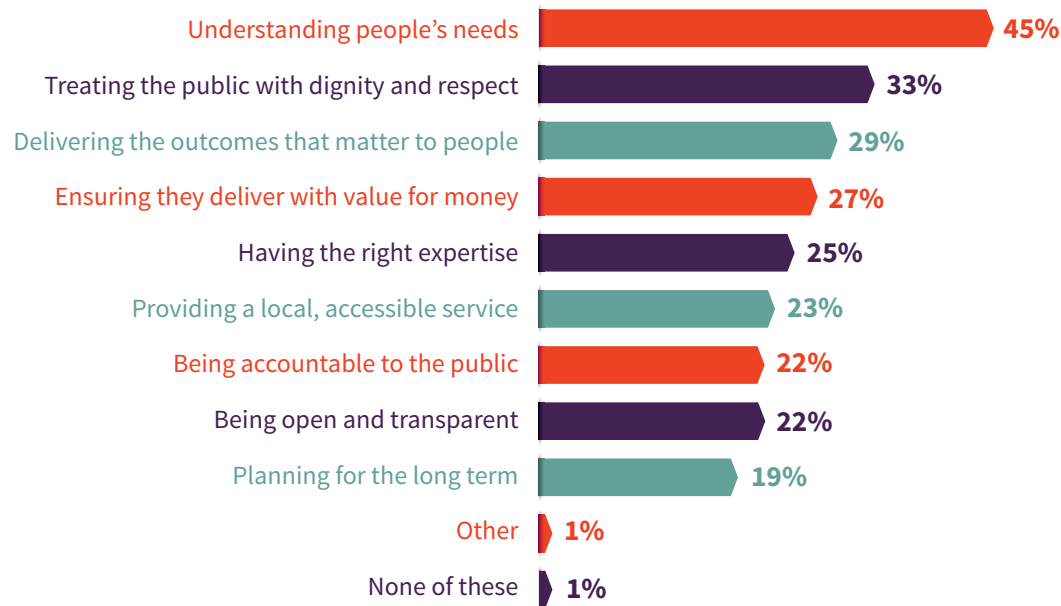 Understanding people’s needs 45%
Treating the public with dignity and respect 33%
Delivering the outcomes that matter to people 29%
Ensuring they deliver with value for money 27%
Having the right expertise 25%
Providing a local, accessible service 23%
Being accountable to the public 22%
Being open and transparent 22%
Planning for the long term 19%
Other 1%
None of these 1%